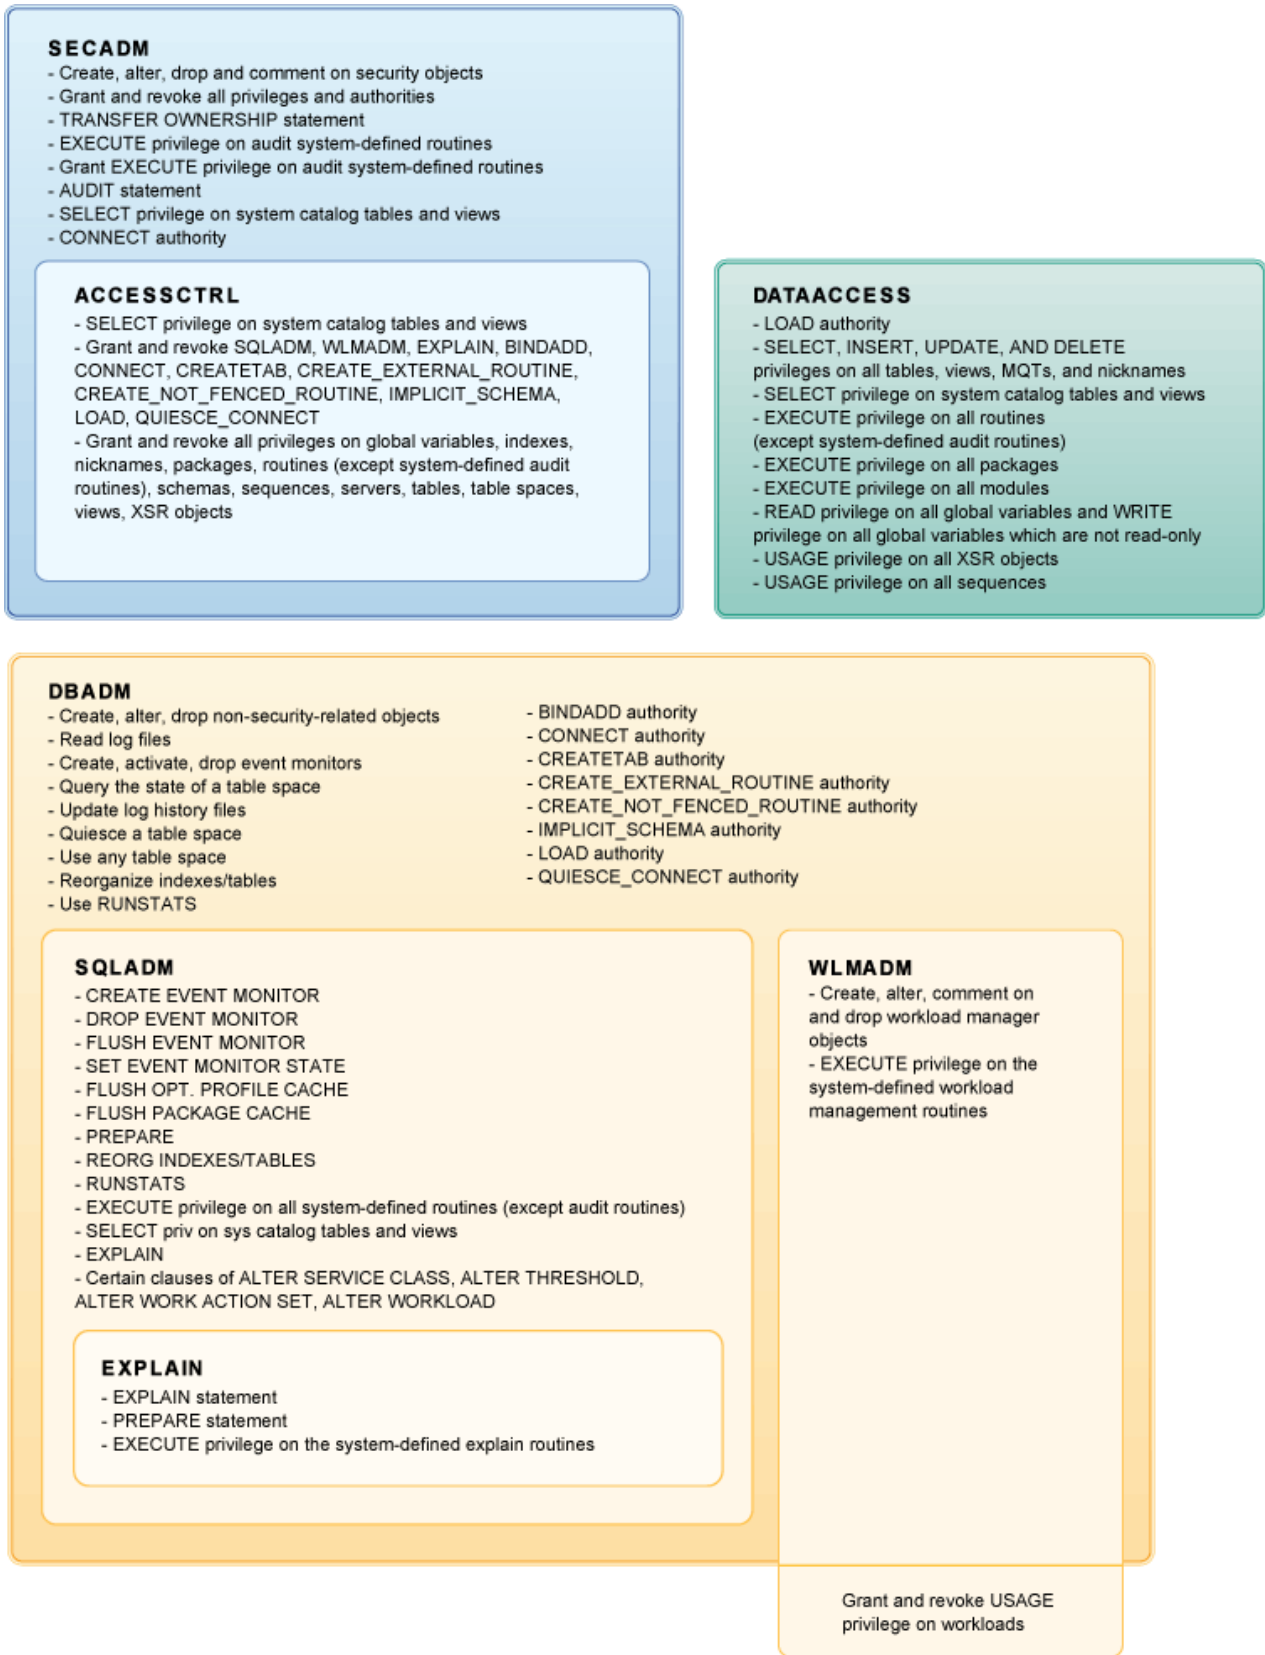 SECADM
- Create, alter, drop and comment on security objects
- Grant and revoke all privileges and authorities
- TRANSFER OWNERSHIP statement
- EXECUTE privilege on audit system-defined routines
- Grant EXECUTE privilege on audit system-defined routines
- AUDIT statement
- SELECT privilege on system catalog tables and views
- CONNECT authority
ACCESSCTRL
- SELECT privilege on system catalog tables and views
- Grant and revoke SQLADM, WLMADM, EXPLAIN, BINDADD,
CONNECT, CREATETAB, CREATE_EXTERNAL_ROUTINE,
CREATE_NOT_FENCED_ROUTINE, IMPLICIT_SCHEMA,
LOAD, QUIESCE_CONNECT
- Grant and revoke all privileges on global variables, indexes,
nicknames, packages, routines (except system-defined audit
routines), schemas, sequences, servers, tables, table spaces,
views, XSR objects
DATAACCESS
- LOAD authority
- SELECT, INSERT, UPDATE, AND DELETE
privileges on all tables, views, MQTs, and nicknames
- SELECT privilege on system catalog tables and views
- EXECUTE privilege on all routines
(except system-defined audit routines)
- EXECUTE privilege on all packages
- EXECUTE privilege on all modules
- READ privilege on all global variables and WRITE
privilege on all global variables which are not read-only
- USAGE privilege on all XSR objects
- USAGE privilege on all sequences
DBADM
- Create, alter, drop non-security-related objects
- Read log files
- Create, activate, drop event monitors
- Query the state of a table space
- Update log history files
- Quiesce a table space
- Use any table space
- Reorganize indexes/tables
- Use RUNSTATS
- BINDADD authority
- CONNECT authority
- CREATETAB authority
- CREATE_EXTERNAL_ROUTINE authority
- CREATE_NOT_FENCED_ROUTINE authority
- IMPLICIT_SCHEMA authority
- LOAD authority
- QUIESCE_CONNECT authority
SQLADM
- CREATE EVENT MONITOR
- DROP EVENT MONITOR
- FLUSH EVENT MONITOR
- SET EVENT MONITOR STATE
- FLUSH OPT. PROFILE CACHE
- FLUSH PACKAGE CACHE
- PREPARE
- REORG INDEXES/TABLES
- RUNSTATS
- EXECUTE privilege on all system-defined routines (except audit routines)
- SELECT priv on sys catalog tables and views
- EXPLAIN
- Certain clauses of ALTER SERVICE CLASS, ALTER THRESHOLD,
ALTER WORK ACTION SET, ALTER WORKLOAD
EXPLAIN
- EXPLAIN statement
- PREPARE statement
- EXECUTE privilege on the system-defined explain routines
WLMADM
- Create, alter, comment on
and drop workload manager
objects
- EXECUTE privilege on the
system-defined workload
management routines
Grant and revoke USAGE
privilege on workloads